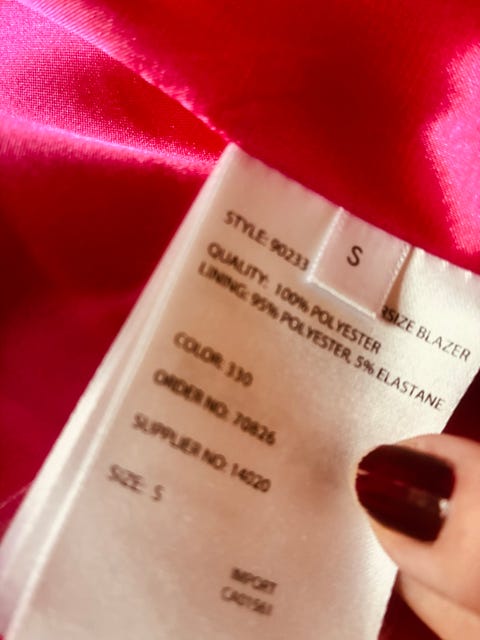 STYLE: 90233 RSIZE BLAZER
S
QUALITY: 100% POLYESTER
LINING: 95% POLYESTER, 5% ELASTANE
COLOR: 330
ORDER NO: 70826
SUPPLIER NO: 14020
SIZE: S
IMPORT
CA01561